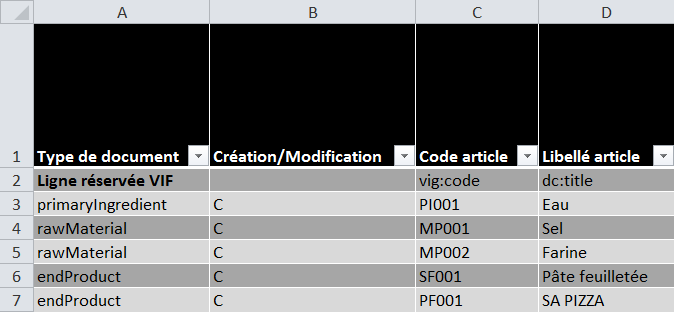 A B C D
1 Type de document Création/Modification Code article Libellé article
2 Ligne réservée VIF vig:code dc:title
3 primaryIngredient C PI001 Eau
4 rawMaterial C MP001 Sel
5 rawMaterial C MP002 Farine
6 endProduct C SF001 Pâte feuilletée
7 endProduct C PF001 SA PIZZA